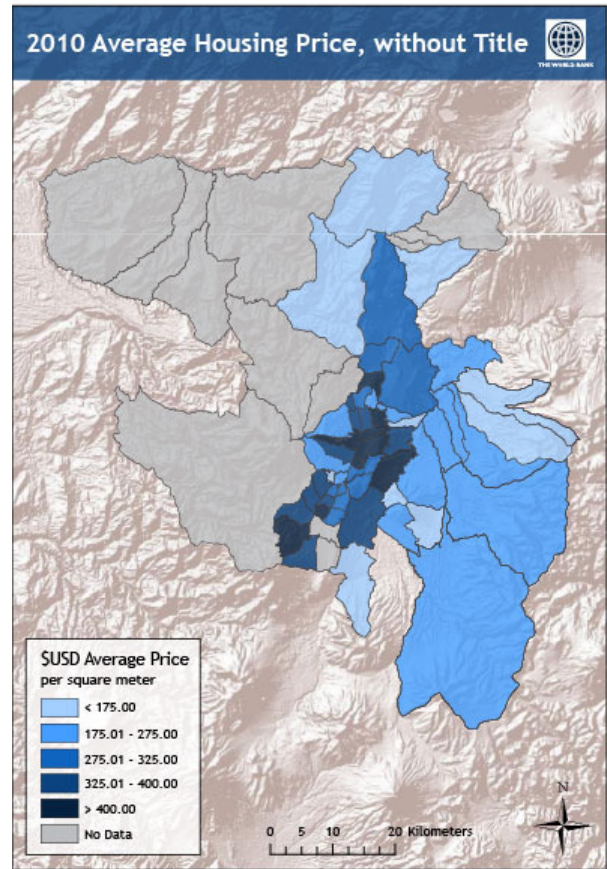 2010 Average Housing Price, without Title
THE WORLD BANK
$USD Average Price
per square meter
< 175.00
175.01 - 275.00
275.01 - 325.00
325.01 - 400.00
> 400.00
No Data
N
0 5 10 20 Kilometers